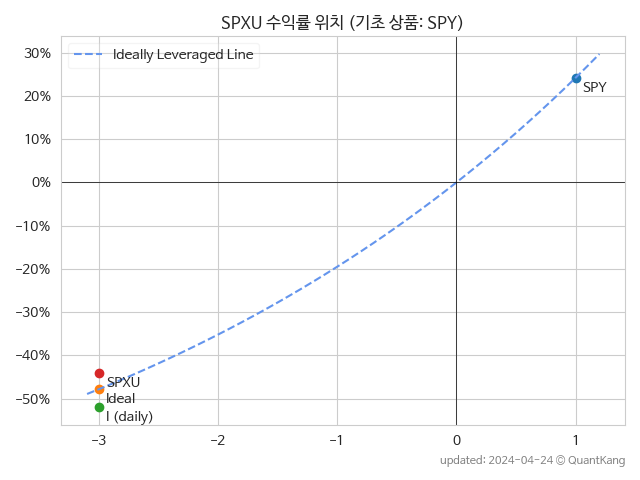 SPXU 수익률 위치 (기초 상품: SPY)
30%
20%
10%
0%
-10%
-20%
-30%
-40%
-50%
Ideally Leveraged Line
SPY
SPXU
Ideal
I (daily)
-3
-2
-1
0
1
updated: 2024-04-24 © QuantKang